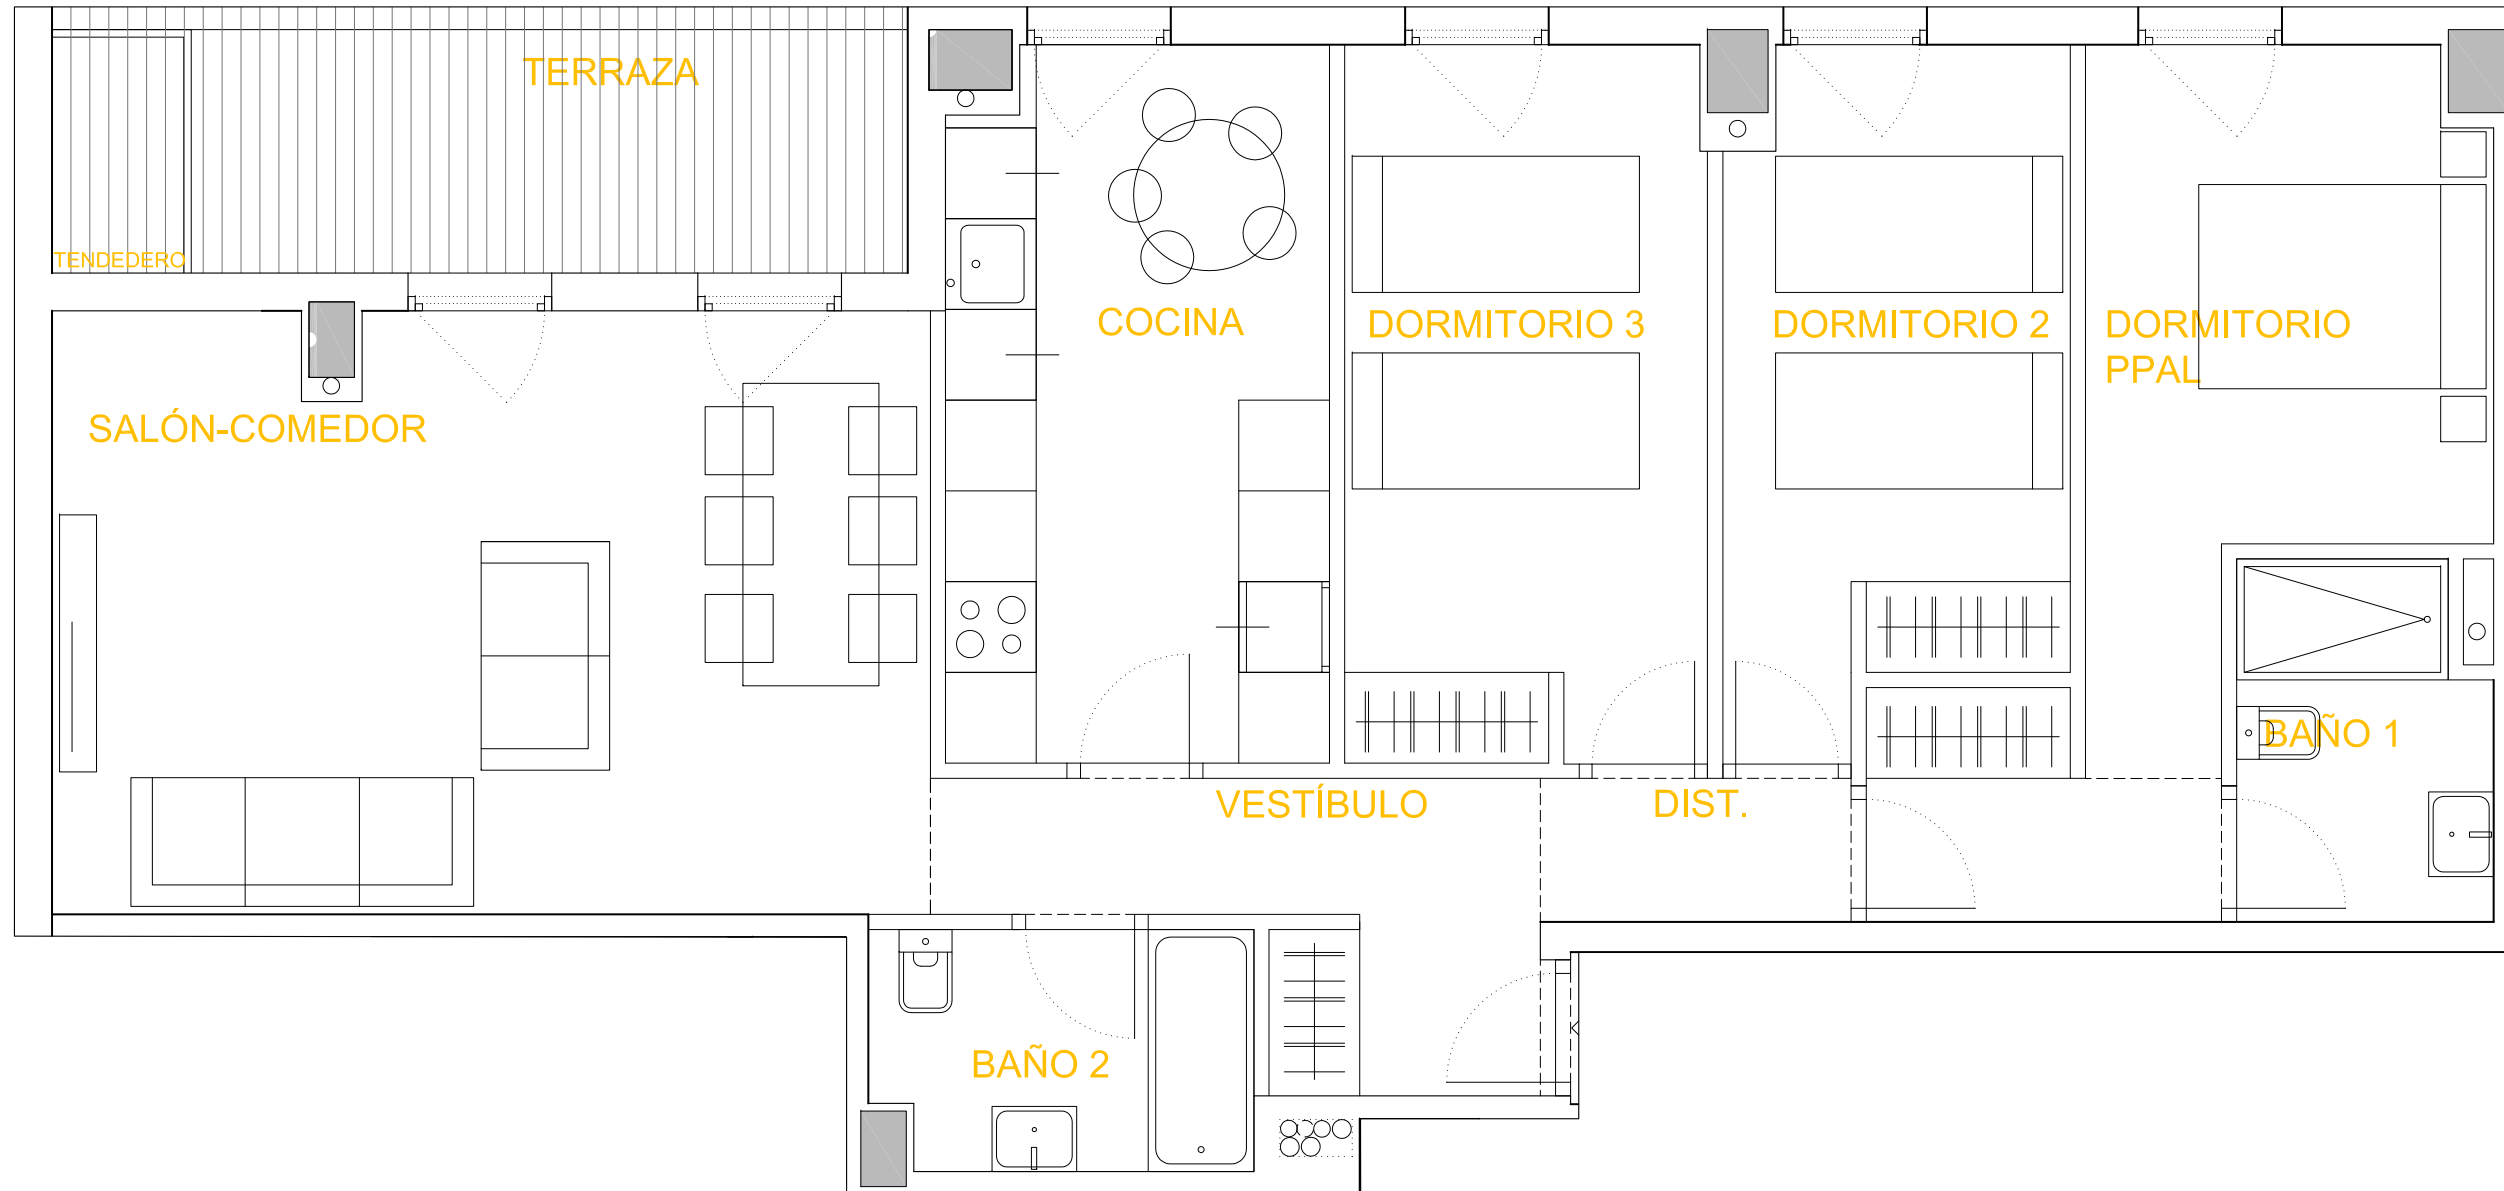 TERRAZA
TENDEDERO
COCINA
DORMITORIO 3
DORMITORIO 2
DORMITORIO
PPAL
SALÓN-COMEDOR
BAÑO 1
VESTÍBULO
DIST.
BAÑO 2